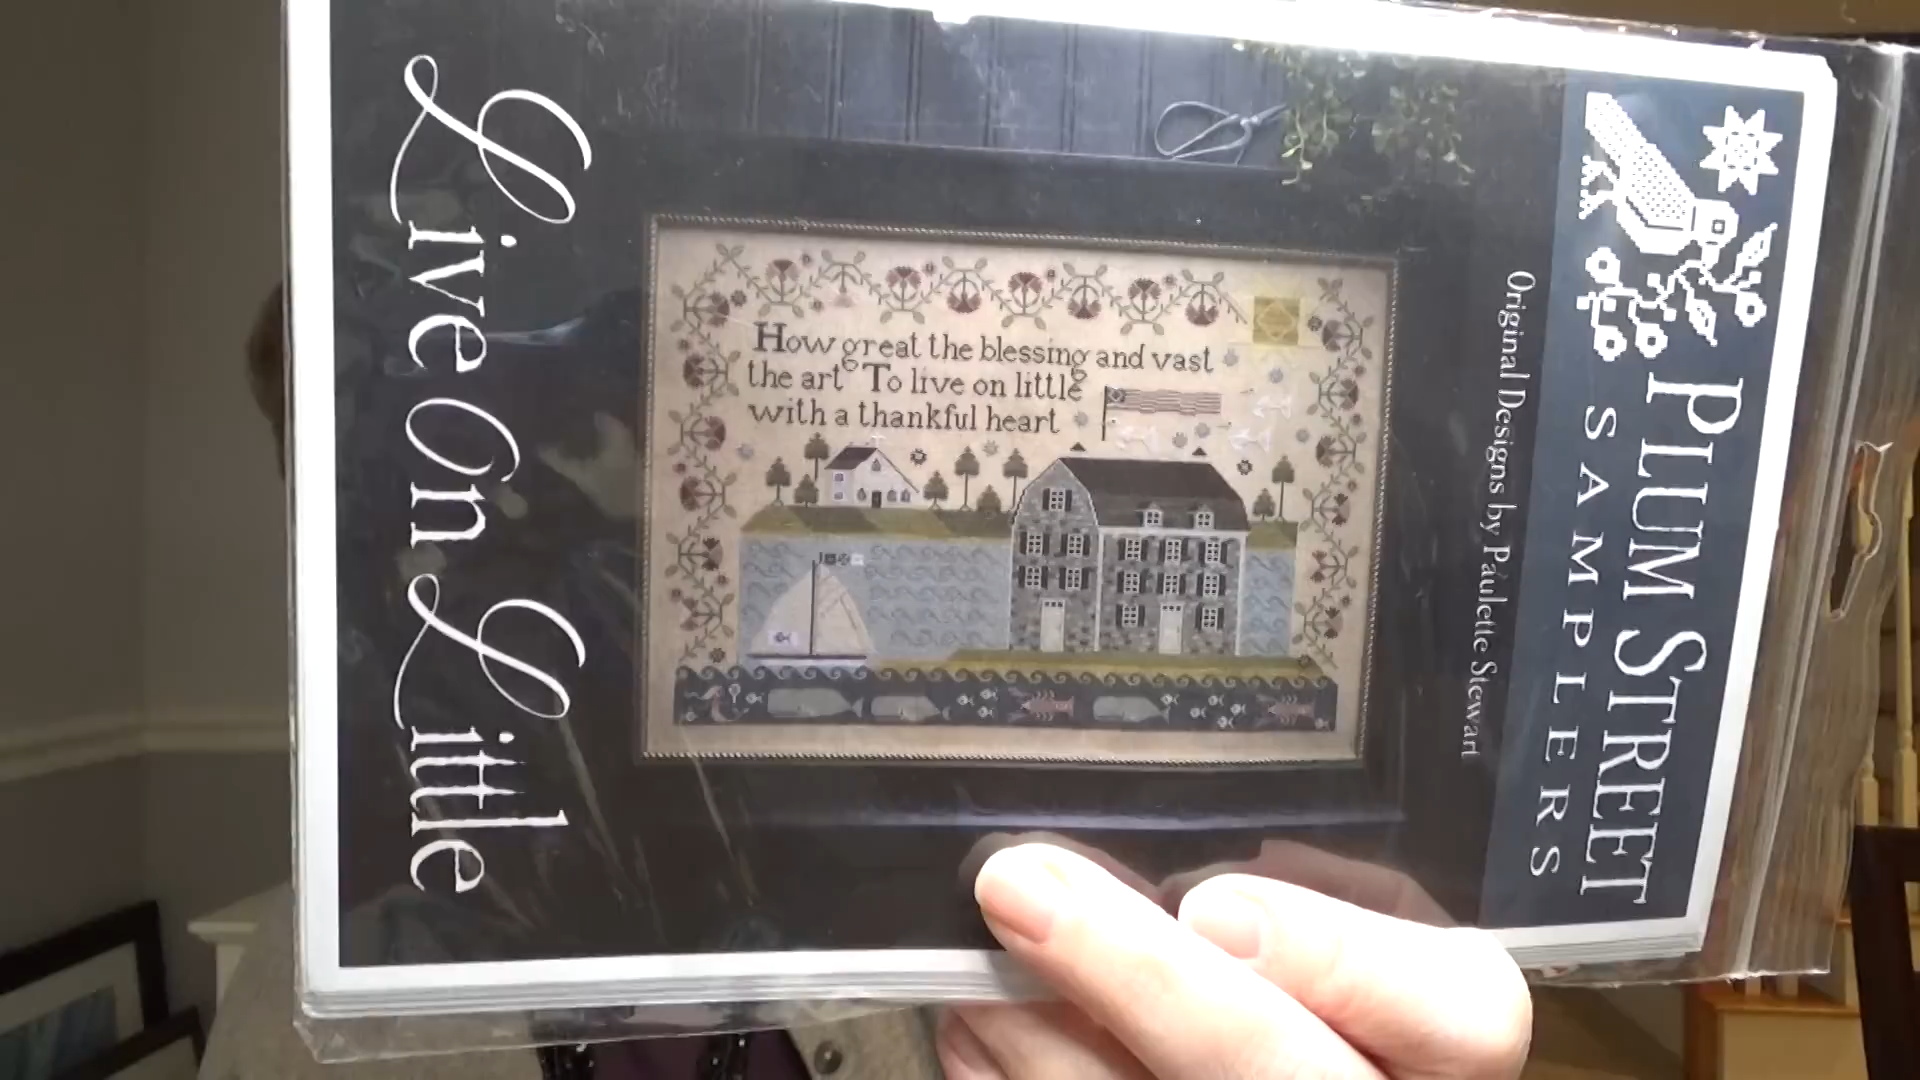 Live On Little
How great the blessing and vast
the art To live on little
with a thankful heart
Original Designs by Paulette Stewart
PLUM STREET
SAMPLERS